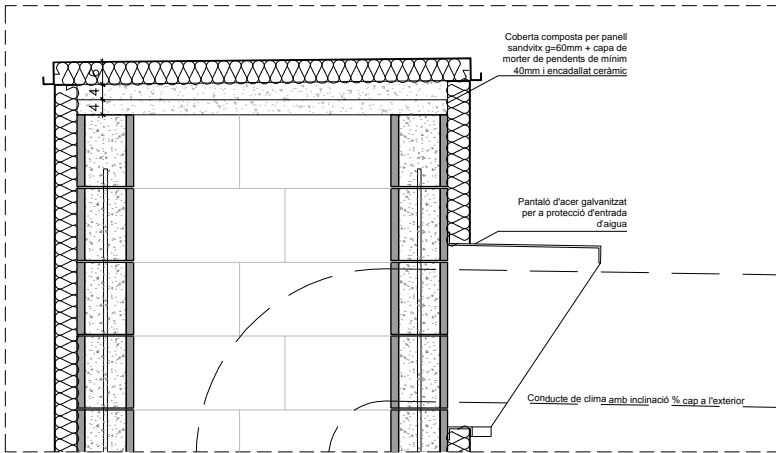 Coberta composta per panell
sandvitx g=60mm + capa de
morter de pendents de mínim
40mm i encadallat ceràmic
6
4
4
Pantaló d'acer galvanitzat
per a protecció d'entrada
d'aigua
Conducte de clima amb inclinació % cap a l'exterior